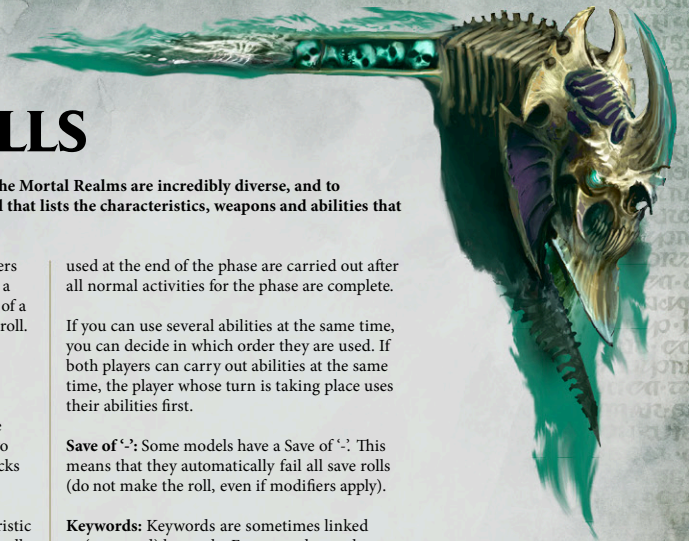 LLS
he Mortal Realms are incredibly diverse, and to
that lists the characteristics, weapons and abilities that
ers
a
of a
roll.
o
cks
ristic
used at the end of the phase are carried out after
all normal activities for the phase are complete.
If you can use several abilities at the same time,
you can decide in which order they are used. If
both players can carry out abilities at the same
time, the player whose turn is taking place uses
their abilities first.
Save of ‘-’: Some models have a Save of ‘-’. This
means that they automatically fail all save rolls
(do not make the roll, even if modifiers apply).
Keywords: Keywords are sometimes linked